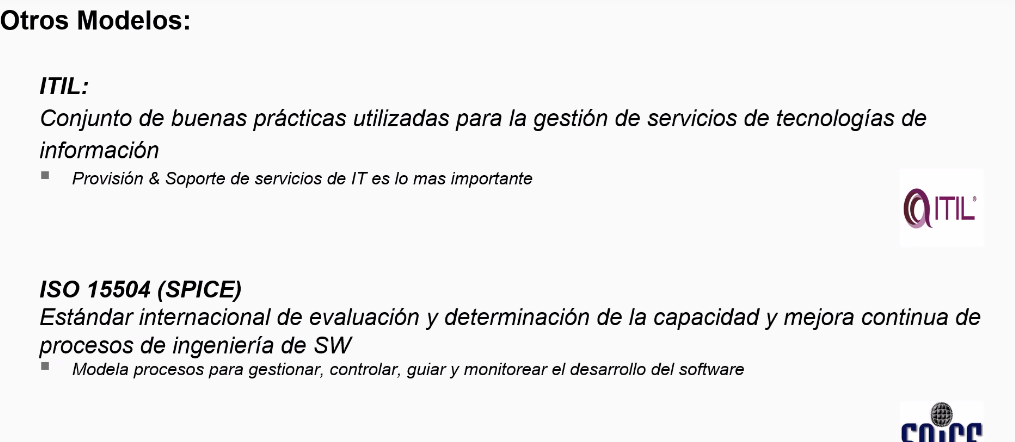 Otros Modelos:
ITIL:
Conjunto de buenas prácticas utilizadas para la gestión de servicios de tecnologías de
información
Provisión & Soporte de servicios de IT es lo mas importante
ITIL®
ISO 15504 (SPICE)
Estándar internacional de evaluación y determinación de la capacidad y mejora continua de
procesos de ingeniería de SW
Modela procesos para gestionar, controlar, guiar y monitorear el desarrollo del software
SPiCE